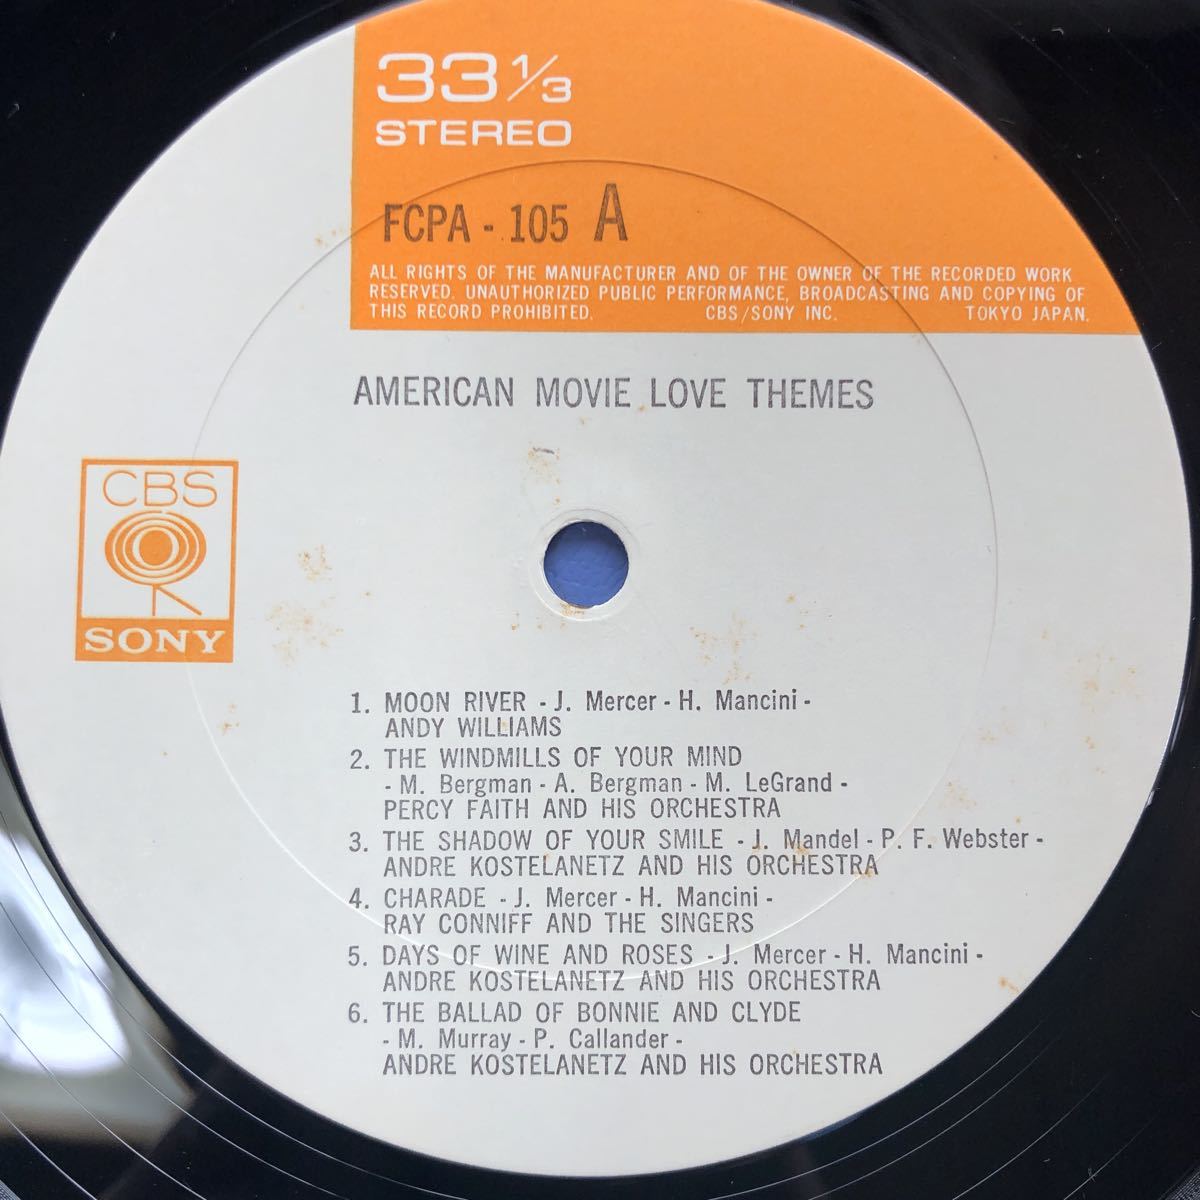 33 1/3
STEREO
FCPA - 105 A
ALL RIGHTS OF THE MANUFACTURER AND OF THE OWNER OF THE RECORDED WORK
RESERVED. UNAUTHORIZED PUBLIC PERFORMANCE, BROADCASTING AND COPYING OF
THIS RECORD PROHIBITED. CBS/SONY INC. TOKYO JAPAN.
AMERICAN MOVIE LOVE THEMES
CBS
SONY
1. MOON RIVER - J. Mercer - H. Mancini -
ANDY WILLIAMS
2. THE WINDMILLS OF YOUR MIND
- M. Bergman - A. Bergman - M. LeGrand -
PERCY FAITH AND HIS ORCHESTRA
3. THE SHADOW OF YOUR SMILE - J. Mandel - P. F. Webster -
ANDRE KOSTELANETZ AND HIS ORCHESTRA
4. CHARADE - J. Mercer - H. Mancini -
RAY CONNIFF AND THE SINGERS
5. DAYS OF WINE AND ROSES - J. Mercer - H. Mancini -
ANDRE KOSTELANETZ AND HIS ORCHESTRA
6. THE BALLAD OF BONNIE AND CLYDE
- M. Murray - P. Callander -
ANDRE KOSTELANETZ AND HIS ORCHESTRA